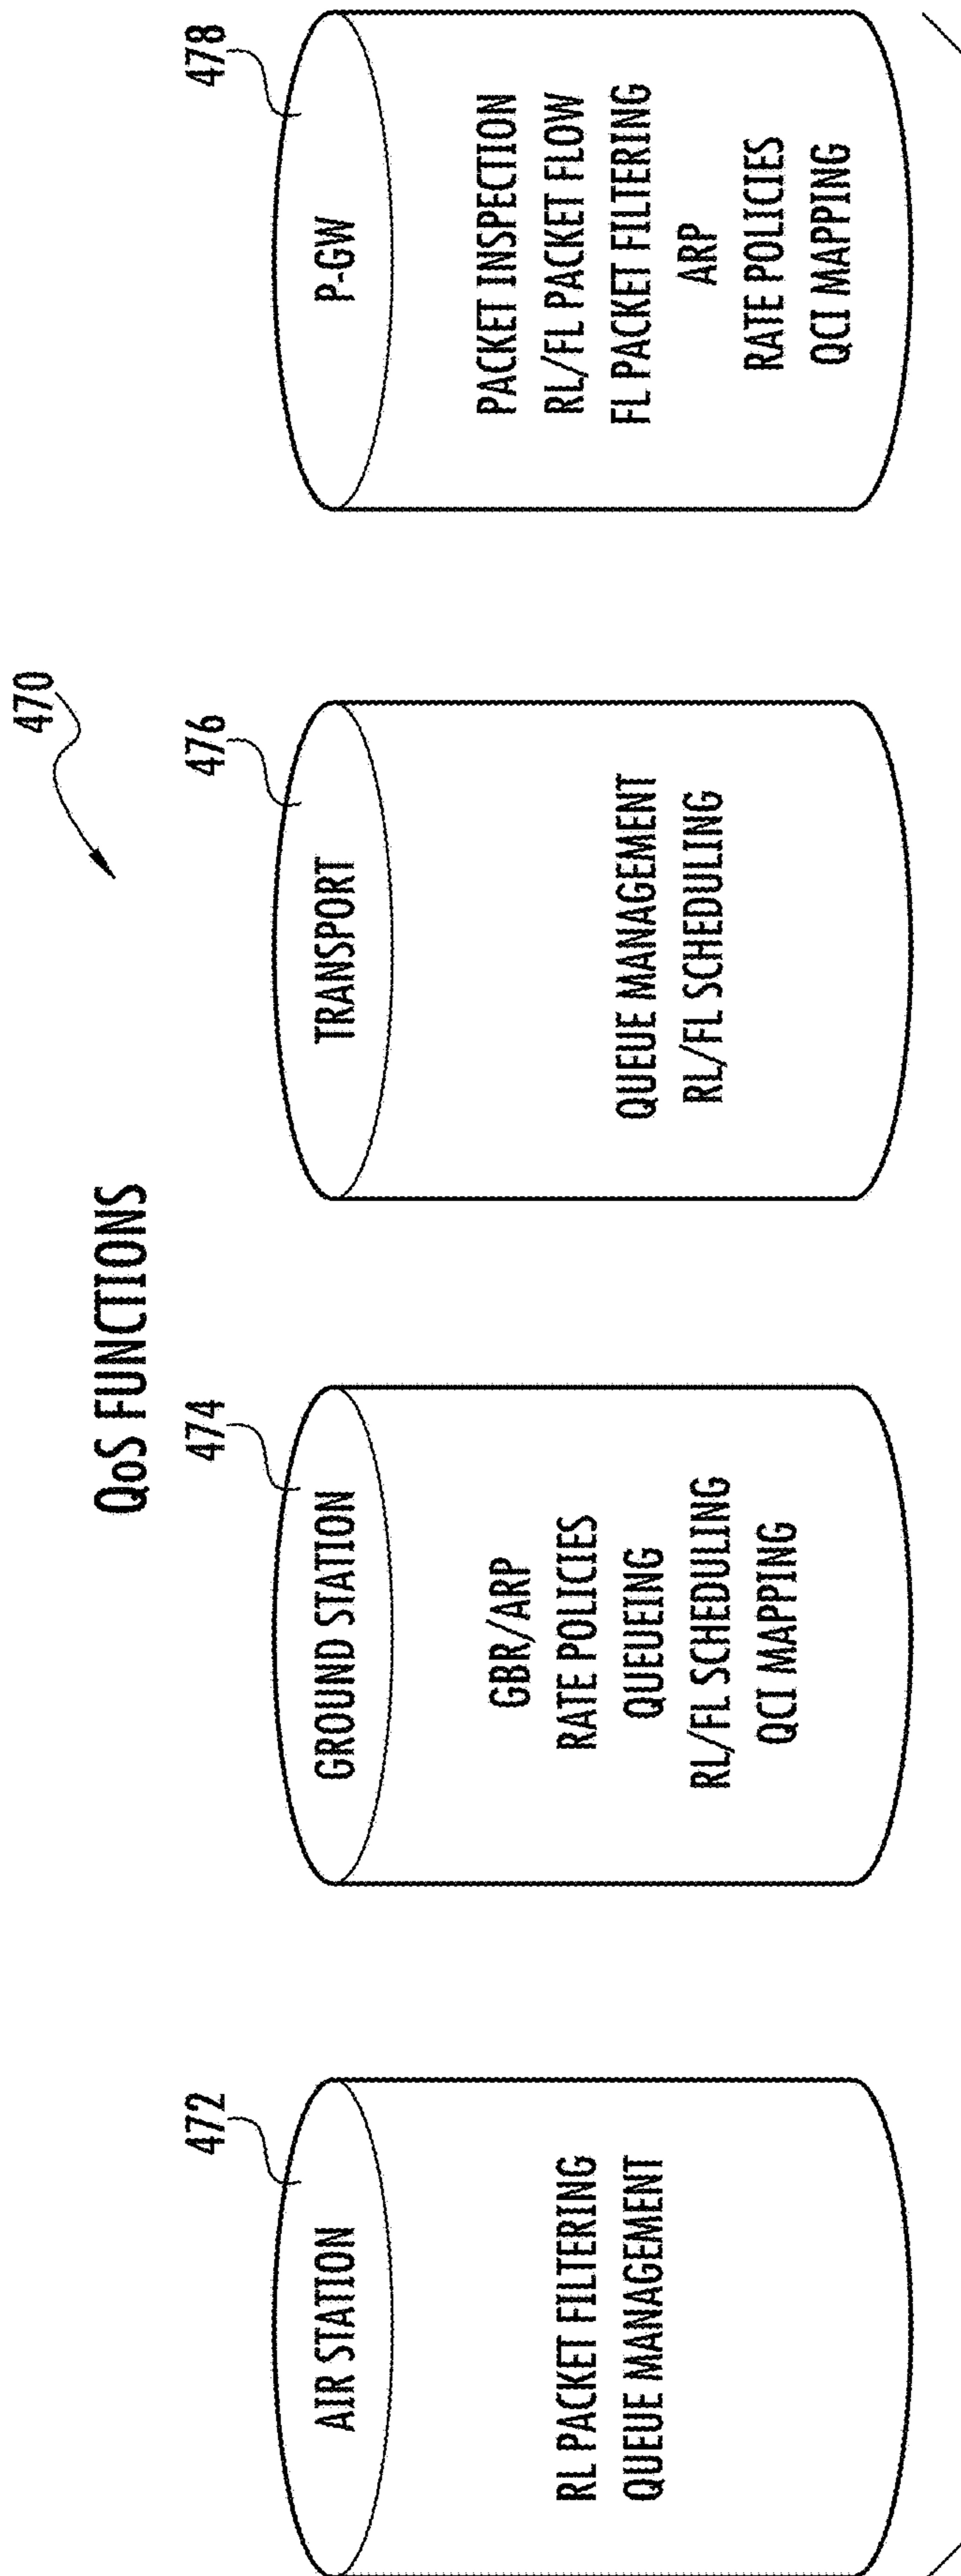 QoS FUNCTIONS
470
472
AIR STATION
RL PACKET FILTERING
QUEUE MANAGEMENT
474
GROUND STATION
GBR/ARP
RATE POLICIES
QUEUEING
RL/FL SCHEDULING
QCI MAPPING
476
TRANSPORT
QUEUE MANAGEMENT
RL/FL SCHEDULING
478
P-GW
PACKET INSPECTION
RL/FL PACKET FLOW
FL PACKET FILTERING
ARP
RATE POLICIES
QCI MAPPING